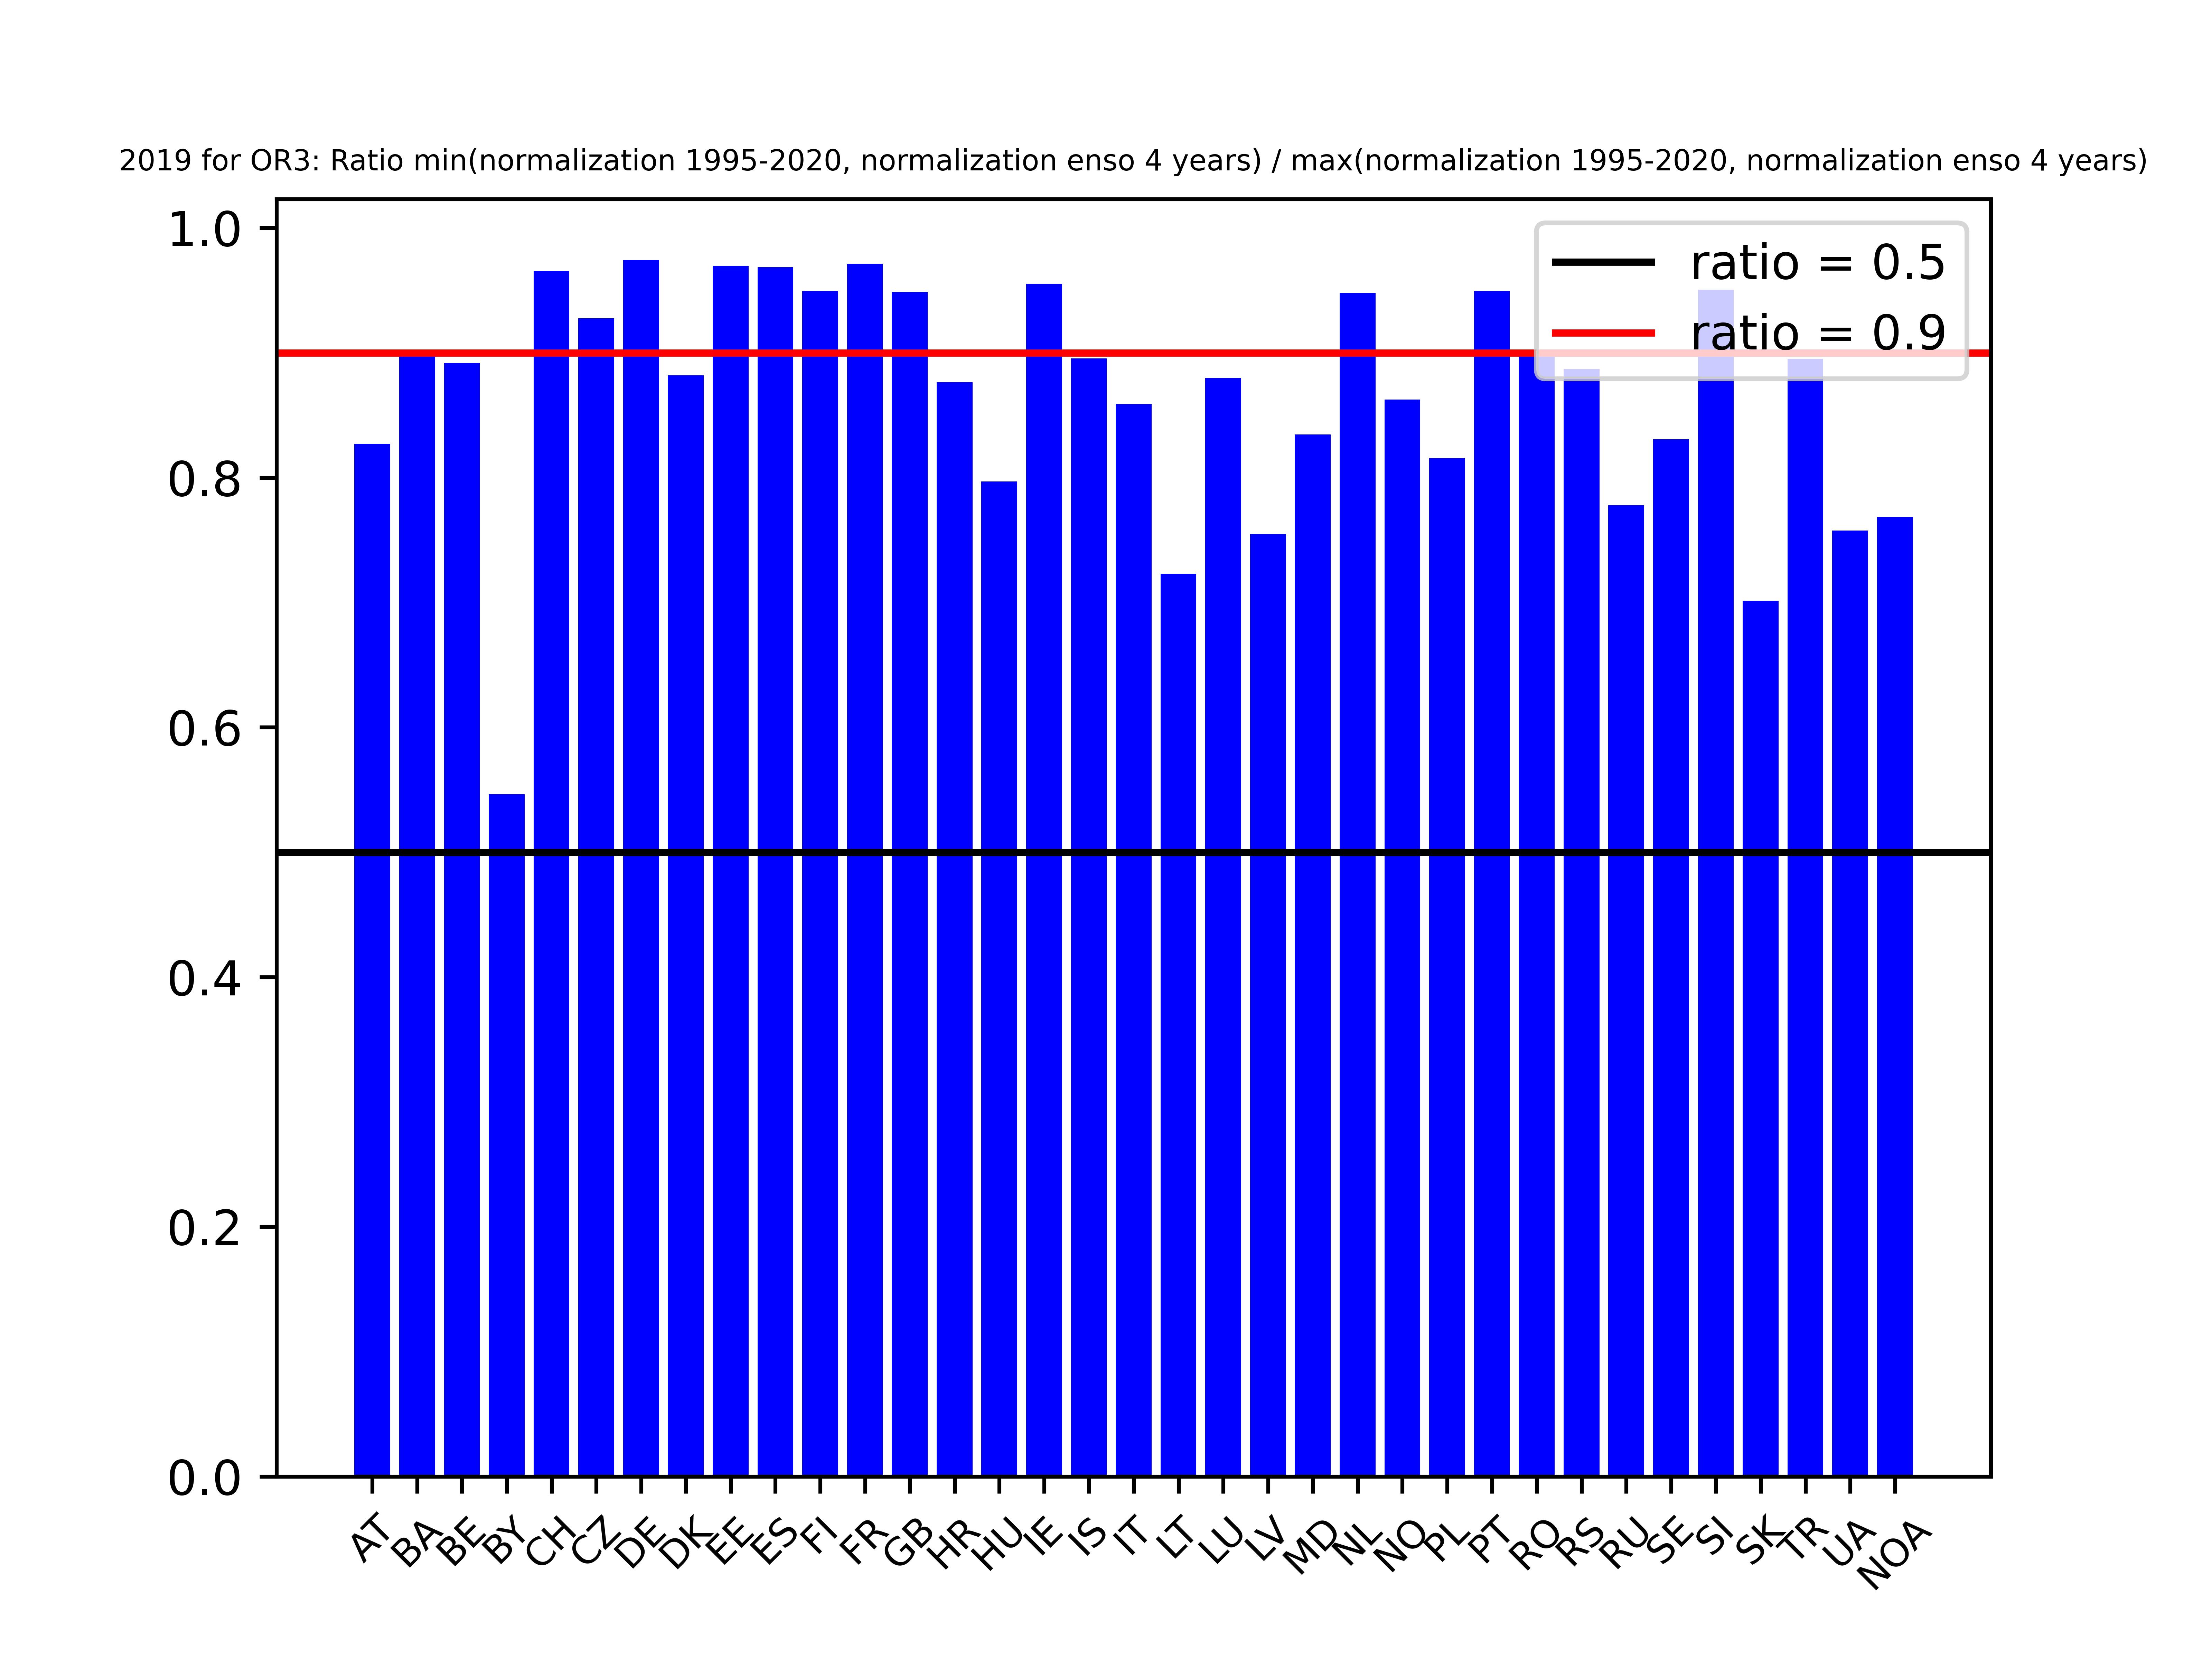 2019 for OR3: Ratio min(normalization 1995-2020, normalization enso 4 years) / max(normalization 1995-2020, normalization enso 4 years)
1.0
0.8
0.6
0.4
0.2
0.0
ratio = 0.5
ratio = 0.9
AT BA BE BY CH CZ DE DK EE ES FI FR GB HR HU IE IS IT LT LU LV MD NL NO PL PT RO RS RU SE SI SK TR UA NOA